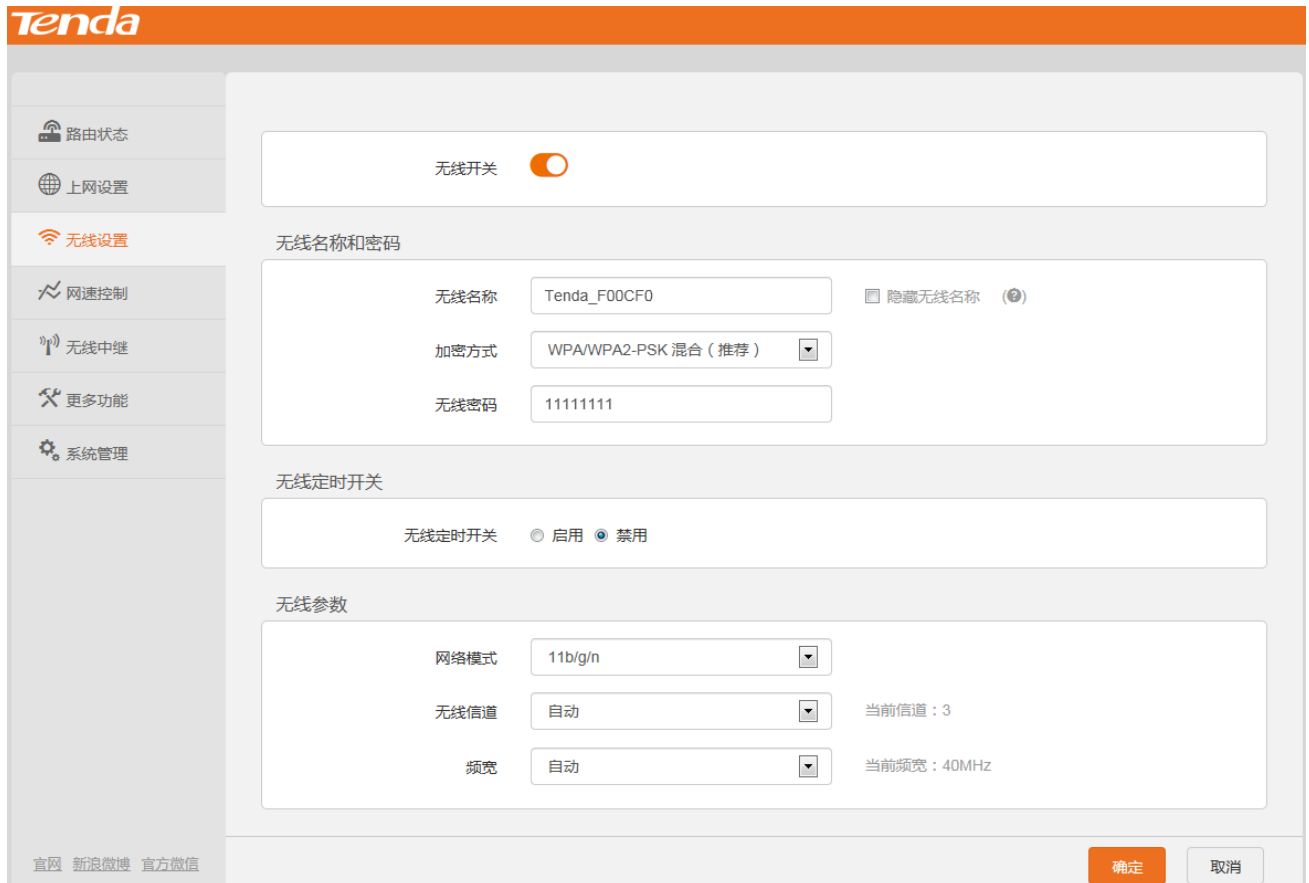 Tenda
路由状态
上网设置
无线设置
网速控制
无线中继
更多功能
系统管理
官网 新浪微博 官方微信
无线开关
无线名称和密码
无线名称 Tenda_F00CF0 隐藏无线名称 (?)
加密方式 WPA/WPA2-PSK 混合（推荐）
无线密码 11111111
无线定时开关
无线定时开关 启用 禁用
无线参数
网络模式 11b/g/n
无线信道 自动 当前信道：3
频宽 自动 当前频宽：40MHz
确定 取消